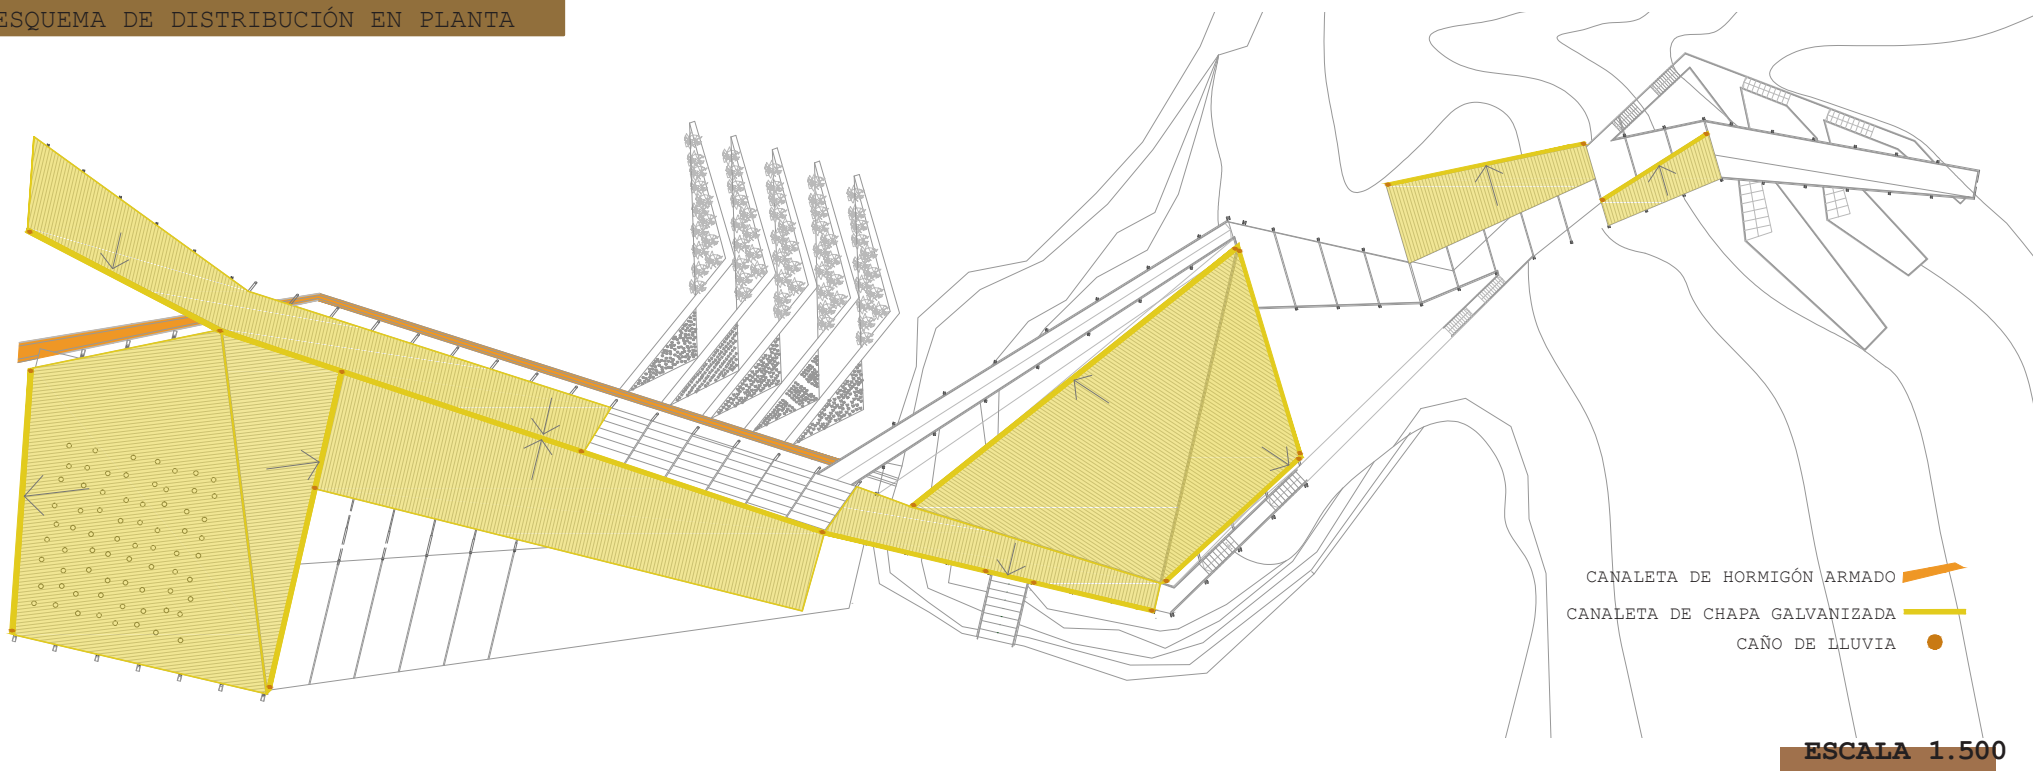 ESQUEMA DE DISTRIBUCIÓN EN PLANTA
CANALETA DE HORMIGÓN ARMADO
CANALETA DE CHAPA GALVANIZADA
CAÑO DE LLUVIA
ESCALA 1.500